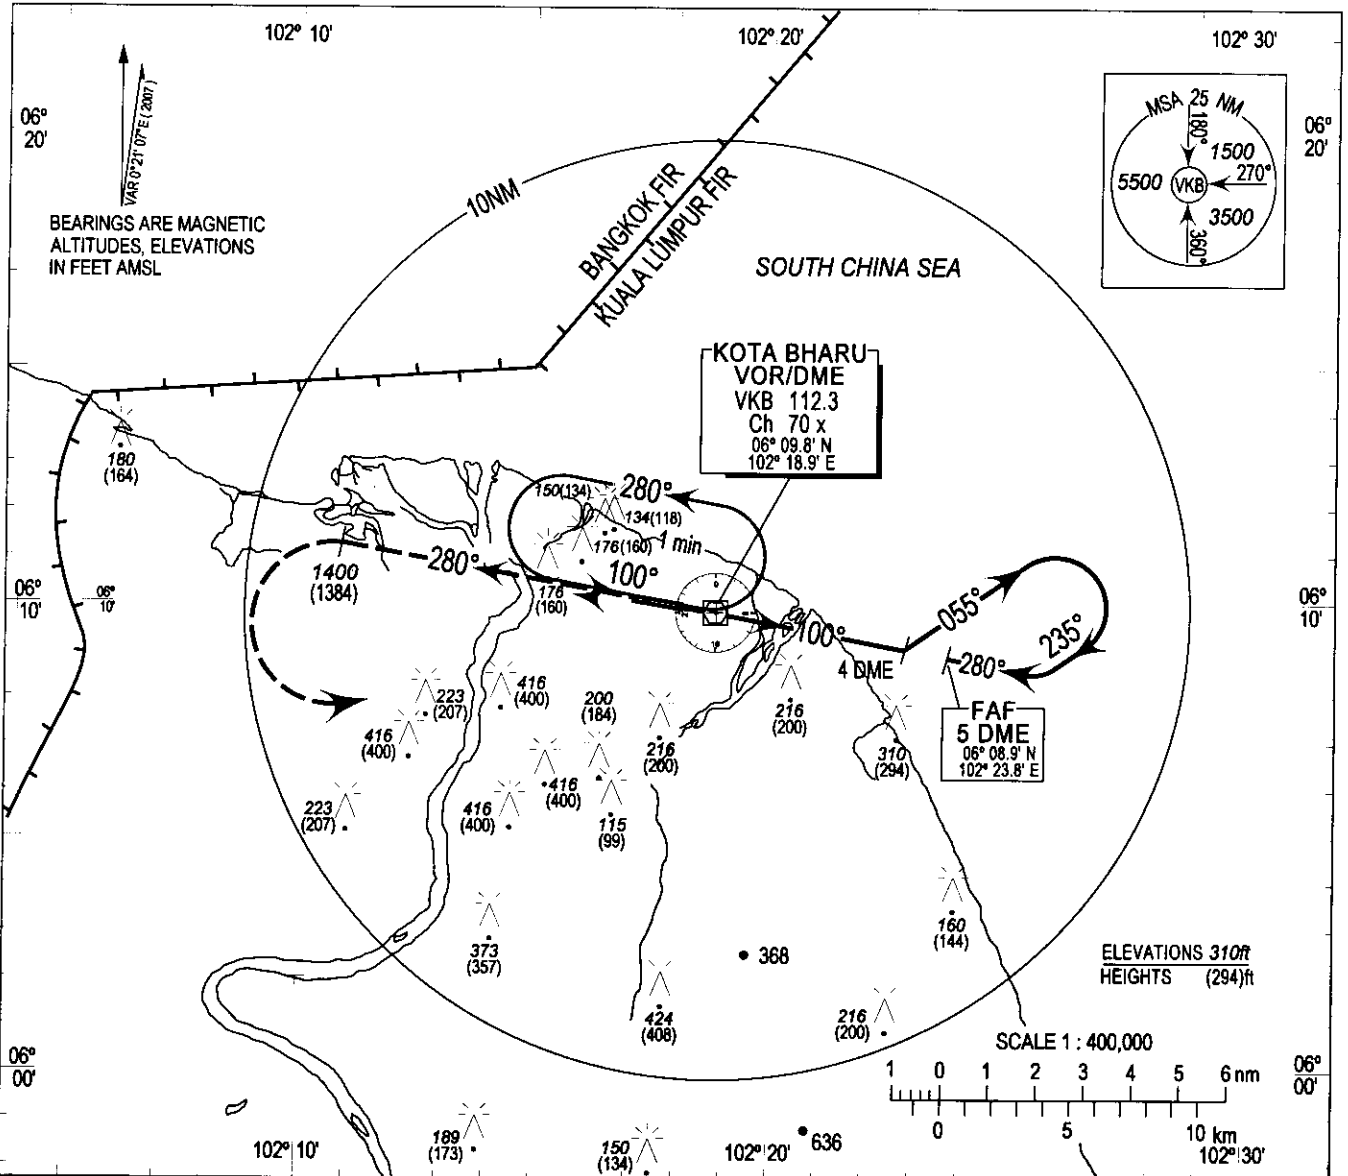 102° 10'
102° 20'
102° 30'
06°
20'
VAR 0°21' 07"E ( 2007 )
BEARINGS ARE MAGNETIC
ALTITUDES, ELEVATIONS
IN FEET AMSL
10NM
BANGKOK FIR
KUALA LUMPUR FIR
SOUTH CHINA SEA
MSA 25 NM
180°
1500
270°
5500
VKB
3500
360°
06°
20'
KOTA BHARU
VOR/DME
VKB 112.3
Ch 70 x
06° 09.8' N
102° 18.9' E
180
(164)
150(134)
280°
134(118)
176(160)
1 min
280°
100°
1400
(1384)
176
(160)
06°
10'
06°
10'
06°
10'
100°
055°
235°
4 DME
280°
FAF
5 DME
06° 08.9' N
102° 23.8' E
223
(207)
416
(400)
200
(184)
416
(400)
216
(200)
216
(200)
310
(294)
416
(400)
223
(207)
416
(400)
115
(99)
160
(144)
373
(357)
368
424
(408)
216
(200)
ELEVATIONS 310ft
HEIGHTS (294)ft
SCALE 1 : 400,000
1 0 1 2 3 4 5 6 nm
0 5 10 km
06°
00'
06°
00'
189
(173)
150
(134)
636
102° 10'
102° 20'
102° 30'